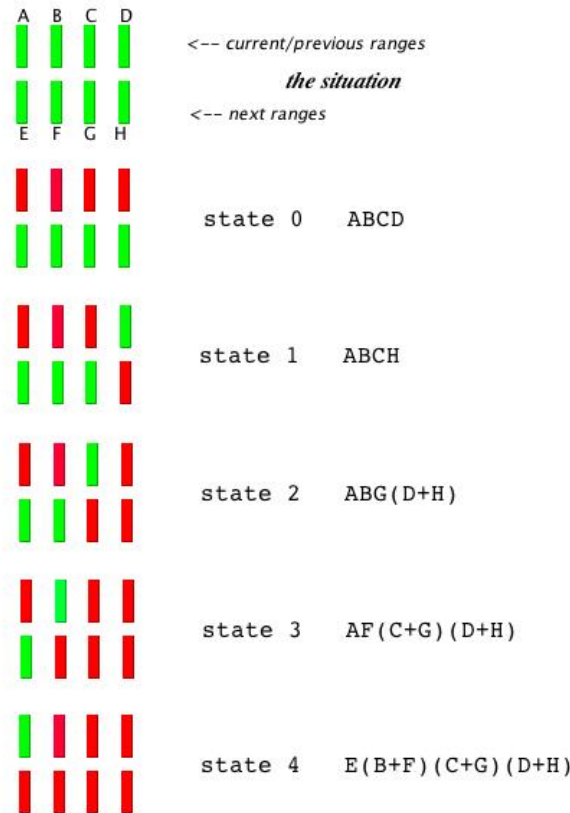 A B C D
<-- current/previous ranges
the situation
<-- next ranges
E F G H
state 0 ABCD
state 1 ABCH
state 2 ABG(D+H)
state 3 AF(C+G)(D+H)
state 4 E(B+F)(C+G)(D+H)